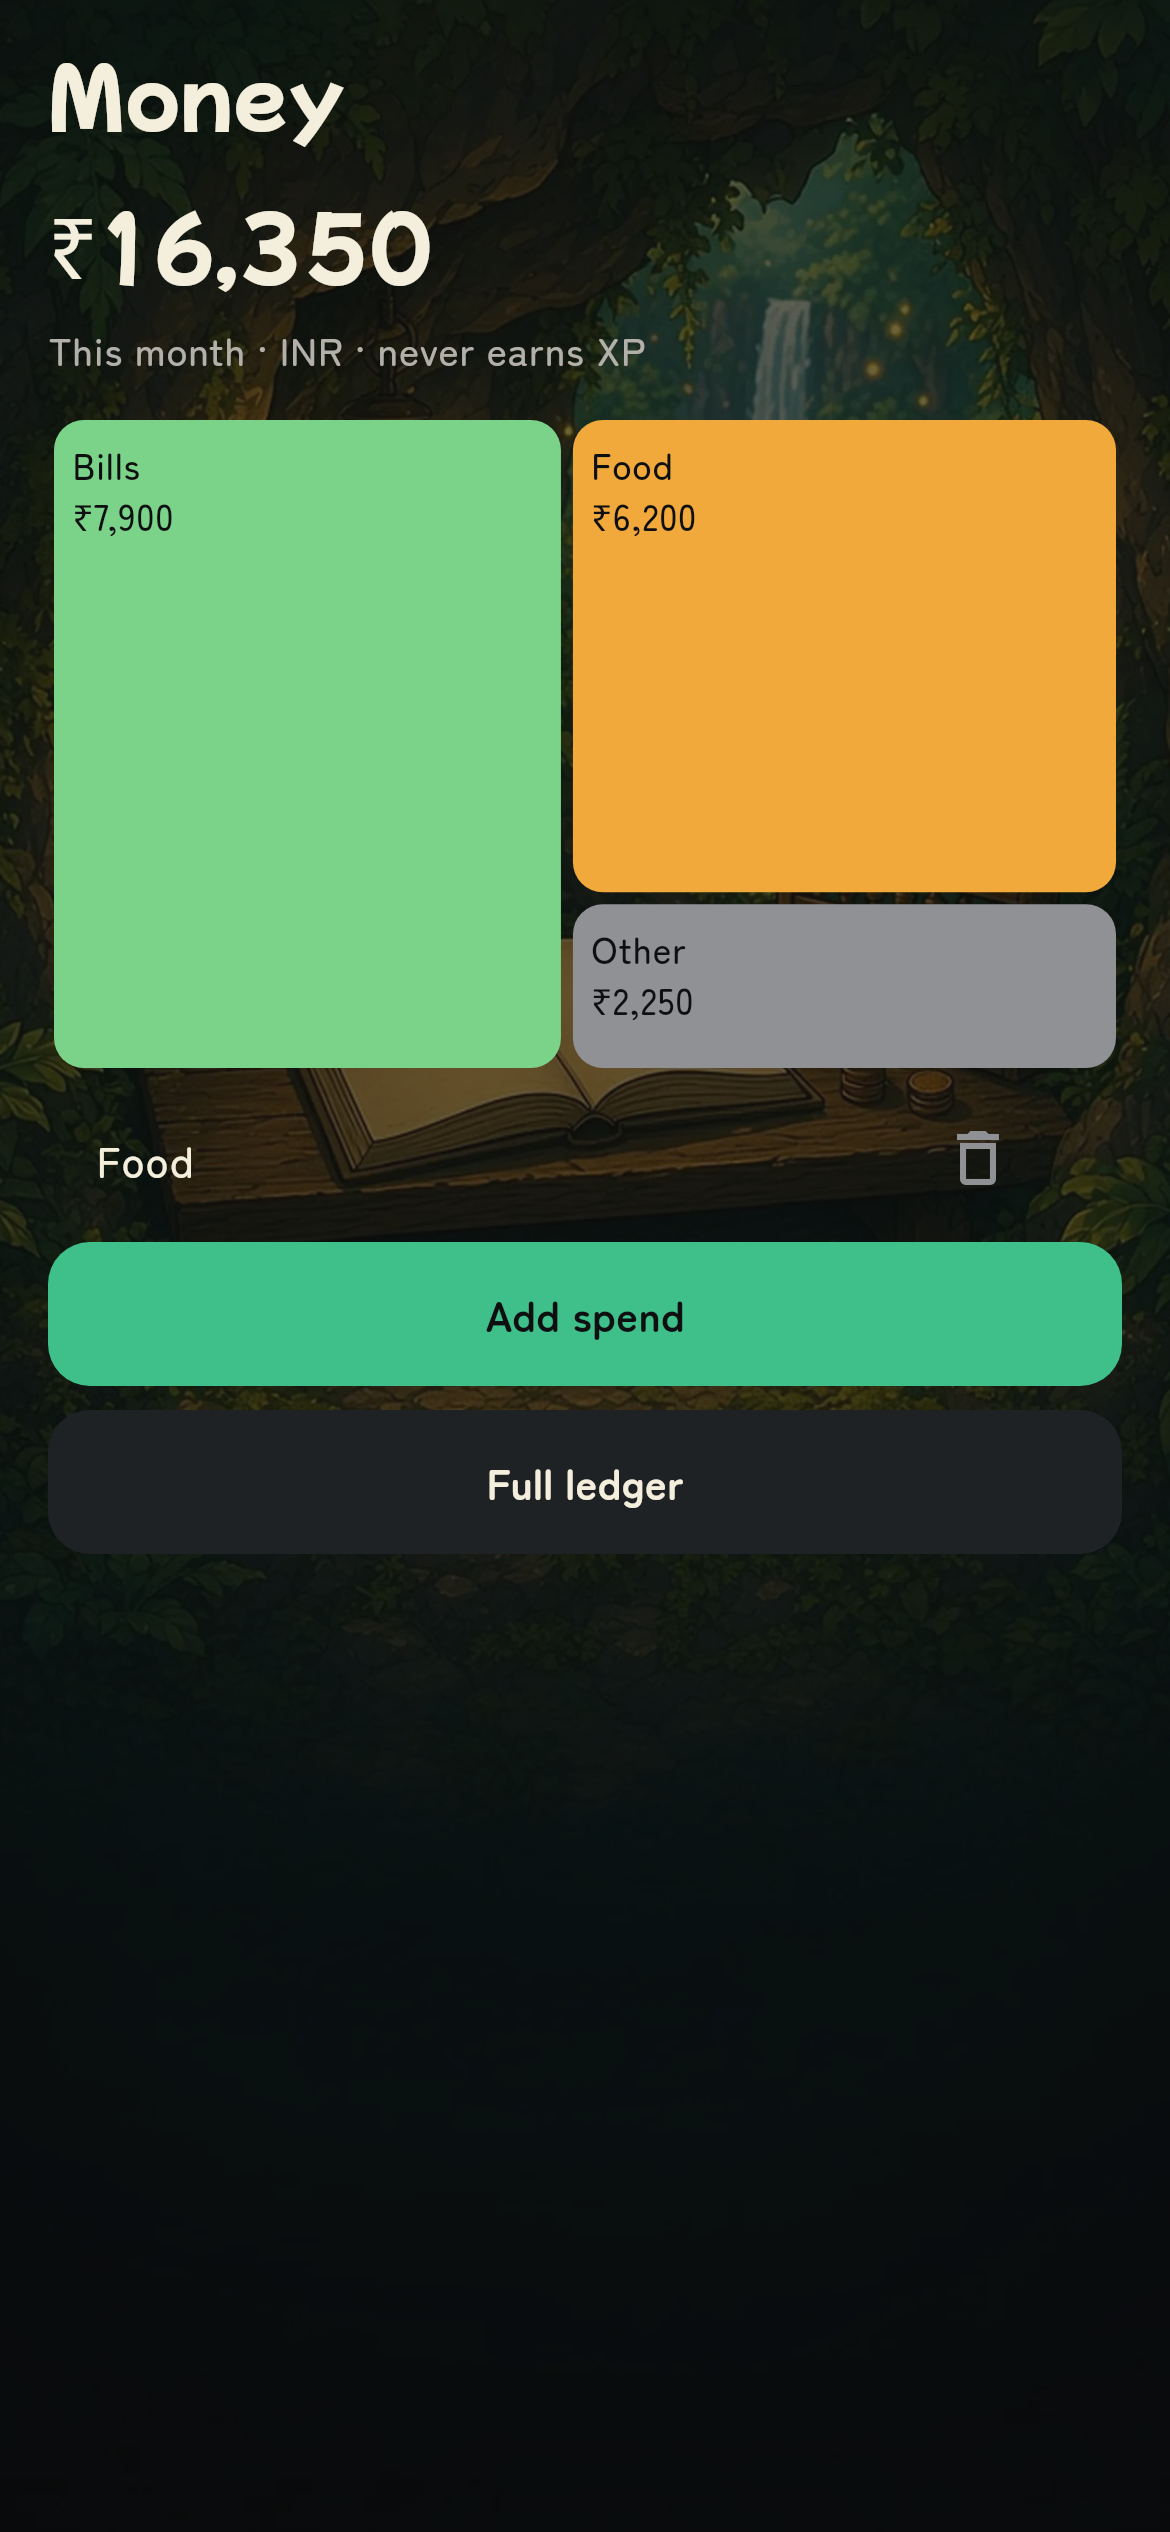 Money
₹16,350
This month · INR · never earns XP
Bills
₹7,900
Food
₹6,200
Other
₹2,250
Food
Add spend
Full ledger